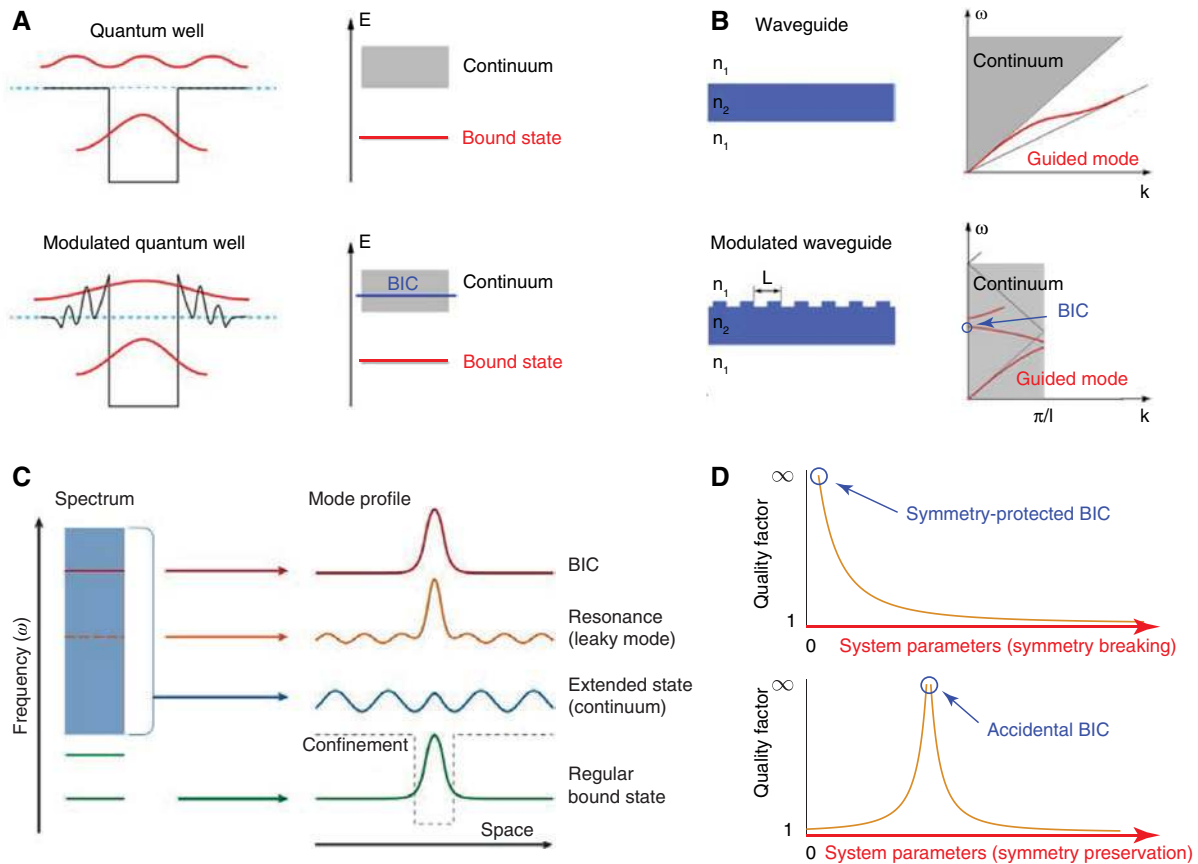 A
Quantum well
E
Continuum
Bound state
Modulated quantum well
E
Continuum
BIC
Bound state
B
Waveguide
n1
n2
n1
ω
Continuum
Guided mode
k
Modulated waveguide
n1
L
n2
n1
ω
Continuum
BIC
Guided mode
π/l
k
C
Spectrum
Mode profile
Frequency (ω)
BIC
Resonance
(leaky mode)
Extended state
(continuum)
Confinement
Regular
bound state
Space
D
∞
Quality factor
Symmetry-protected BIC
1
0
System parameters (symmetry breaking)
∞
Quality factor
Accidental BIC
1
0
System parameters (symmetry preservation)